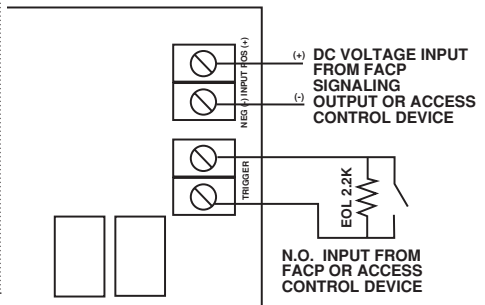 NEG (-) INPUT POS (+)
(+) DC VOLTAGE INPUT
FROM FACP
SIGNALING
(-) OUTPUT OR ACCESS
CONTROL DEVICE
TRIGGER
EOL 2.2K
N.O. INPUT FROM
FACP OR ACCESS
CONTROL DEVICE